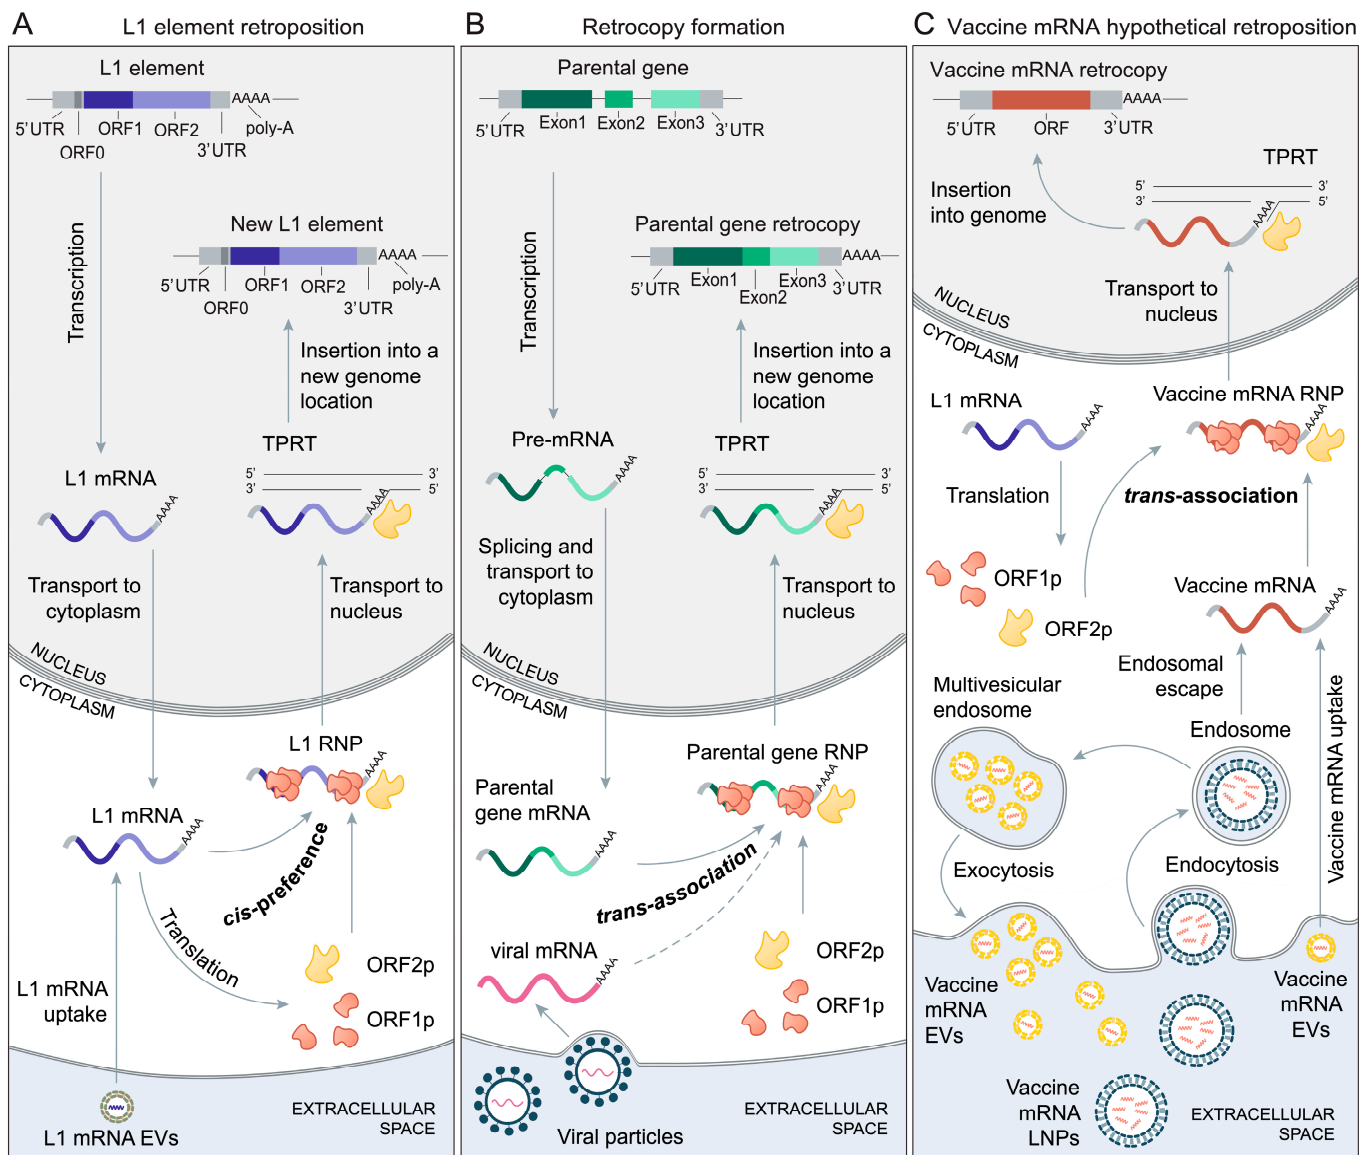 A
L1 element retroposition
L1 element
AAAA
5'UTR
ORF0
ORF1
ORF2
3'UTR
poly-A
Transcription
New L1 element
AAAA
5'UTR
ORF0
ORF1
ORF2
3'UTR
poly-A
Insertion into a
new genome
location
TPRT
5'
3'
3'
5'
AAAA
L1 mRNA
AAAA
Transport to
cytoplasm
Transport to
nucleus
NUCLEUS
CYTOPLASM
L1 RNP
AAAA
L1 mRNA
AAAA
cis-preference
Translation
ORF2p
ORF1p
L1 mRNA
uptake
L1 mRNA EVs
EXTRACELLULAR
SPACE
B
Retrocopy formation
Parental gene
5'UTR
Exon1
Exon2
Exon3
3'UTR
Transcription
Parental gene retrocopy
AAAA
5'UTR
Exon1
Exon2
Exon3
3'UTR
Insertion into a
new genome
location
Pre-mRNA
AAAA
TPRT
5'
3'
3'
5'
AAAA
Splicing and
transport to
cytoplasm
Transport to
nucleus
NUCLEUS
CYTOPLASM
Parental gene RNP
AAAA
Parental
gene mRNA
AAAA
trans-association
viral mRNA
AAAA
ORF2p
ORF1p
Viral particles
EXTRACELLULAR
SPACE
C
Vaccine mRNA hypothetical retroposition
Vaccine mRNA retrocopy
AAAA
5'UTR
ORF
3'UTR
TPRT
5'
3'
3'
5'
AAAA
Insertion
into genome
Transport to
nucleus
NUCLEUS
CYTOPLASM
L1 mRNA
AAAA
Vaccine mRNA RNP
AAAA
Translation
trans-association
ORF1p
ORF2p
Vaccine mRNA
AAAA
Endosomal
escape
Multivesicular
endosome
Endosome
Vaccine mRNA uptake
Exocytosis
Endocytosis
Vaccine
mRNA
EVs
Vaccine
mRNA
EVs
Vaccine
mRNA
LNPs
EXTRACELLULAR
SPACE